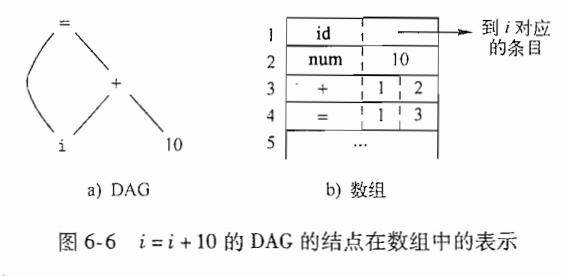 =
+
i
10
a) DAG
1 id
到 i 对应
的条目
2 num 10
3 + 1 2
4 = 1 3
5 ...
b) 数组
图 6-6 i = i + 10 的 DAG 的结点在数组中的表示